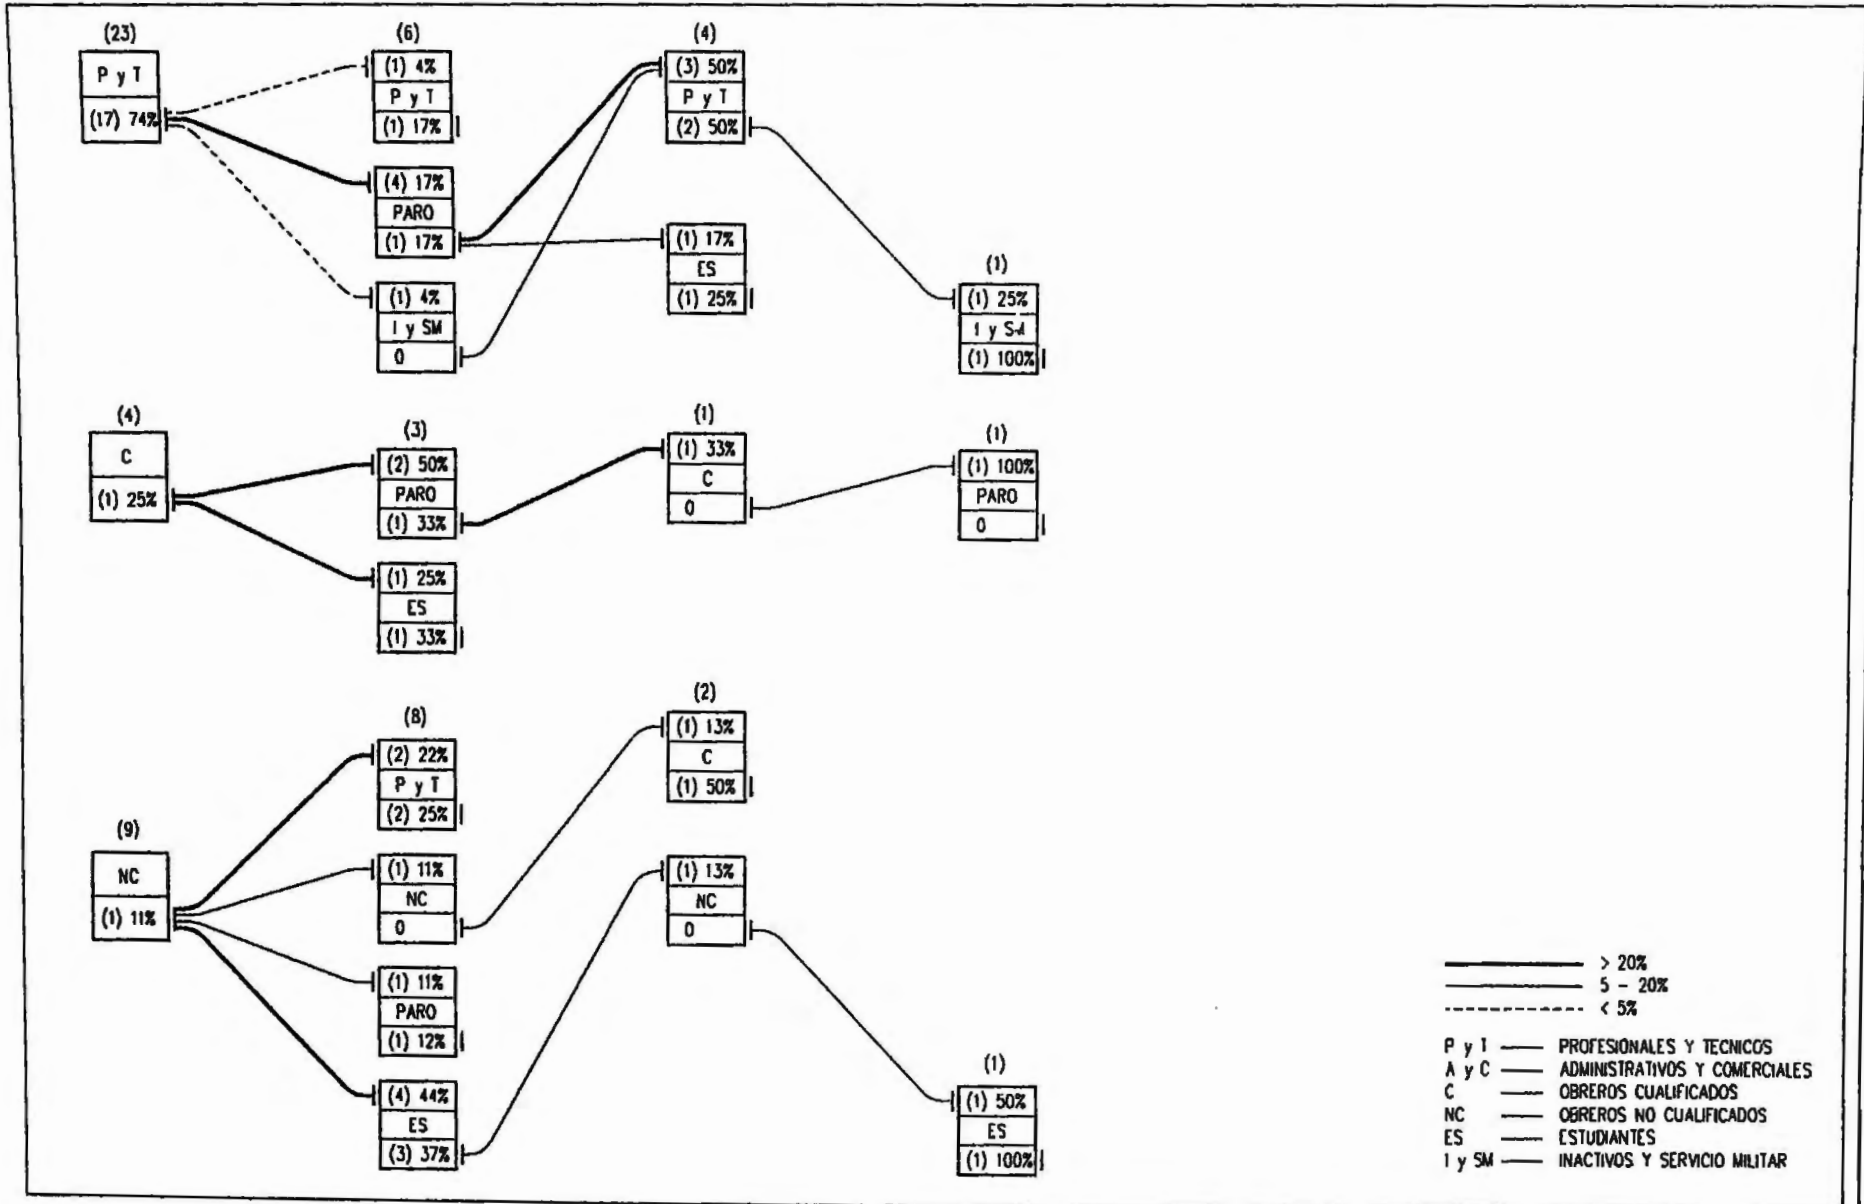 (23)
P y T
(17) 74%
(6)
(1) 4%
P y T
(1) 17%
(4) 17%
PARO
(1) 17%
(1) 4%
I y SM
0
(4)
(3) 50%
P y T
(2) 50%
(1) 17%
ES
(1) 25%
(1)
(1) 25%
I y SM
(1) 100%
(4)
C
(1) 25%
(3)
(2) 50%
PARO
(1) 33%
(1) 25%
ES
(1) 33%
(1)
(1) 33%
C
0
(1)
(1) 100%
PARO
0
(9)
NC
(1) 11%
(8)
(2) 22%
P y T
(2) 25%
(1) 11%
NC
0
(1) 11%
PARO
(1) 12%
(4) 44%
ES
(3) 37%
(2)
(1) 13%
C
(1) 50%
(1) 13%
NC
0
(1)
(1) 50%
ES
(1) 100%
> 20%
5 - 20%
< 5%
P y T — PROFESIONALES Y TECNICOS
A y C — ADMINISTRATIVOS Y COMERCIALES
C — OBREROS CUALIFICADOS
NC — OBREROS NO CUALIFICADOS
ES — ESTUDIANTES
I y SM — INACTIVOS Y SERVICIO MILITAR